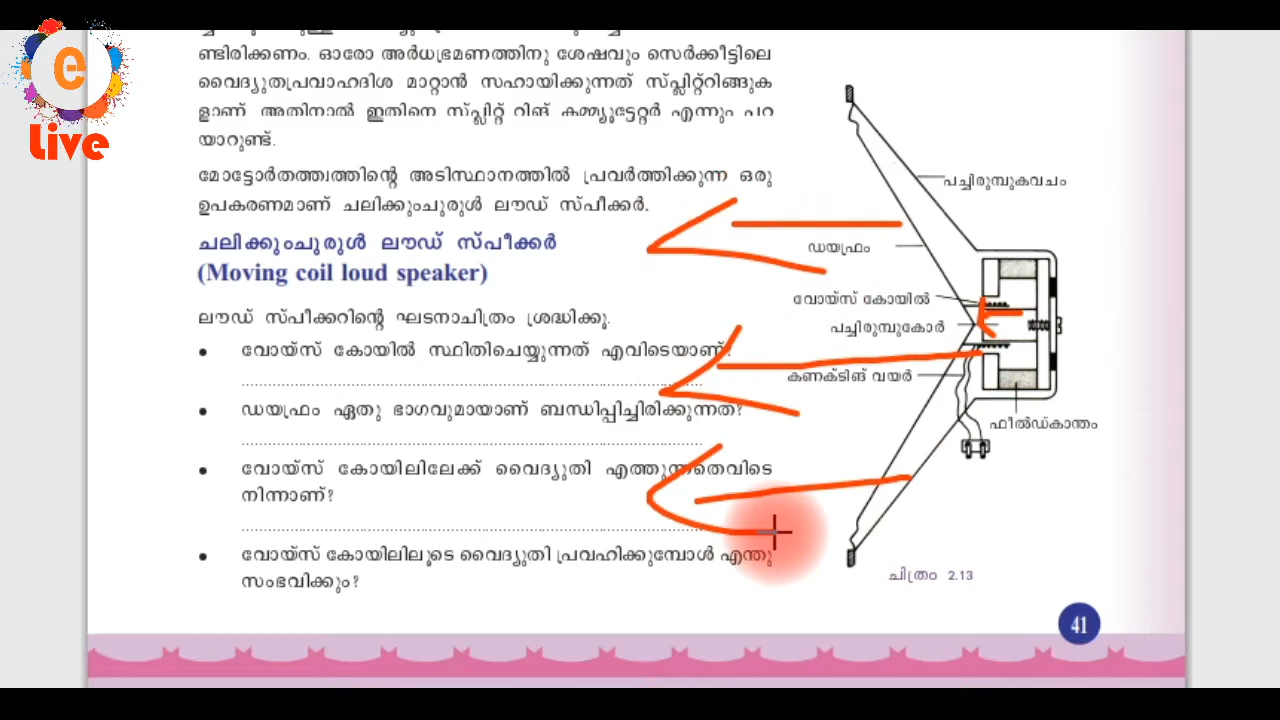 e
Live
ണ്ടിരിക്കണം. ഓരോ അർധഭ്രമണത്തിനു ശേഷവും സെർക്കീട്ടിലെ
വൈദ്യുതപ്രവാഹദിശ മാറ്റാൻ സഹായിക്കുന്നത് സ്പ്ലിറ്റ്റിങ്ങുക
ളാണ് അതിനാൽ ഇതിനെ സ്പ്ലിറ്റ് റിങ് കമ്മ്യൂട്ടേറ്റർ എന്നും പറ
യാറുണ്ട്.
മോട്ടോർതത്ത്വത്തിന്റെ അടിസ്ഥാനത്തിൽ പ്രവർത്തിക്കുന്ന ഒരു
ഉപകരണമാണ് ചലിക്കുംചുരുൾ ലൗഡ് സ്പീക്കർ.
ചലിക്കുംചുരുൾ ലൗഡ് സ്പീക്കർ
(Moving coil loud speaker)
ലൗഡ് സ്പീക്കറിന്റെ ഘടനാചിത്രം ശ്രദ്ധിക്കൂ.
• വോയ്സ് കോയിൽ സ്ഥിതിചെയ്യുന്നത് എവിടെയാണ്?
• ഡയഫ്രം ഏതു ഭാഗവുമായാണ് ബന്ധിപ്പിച്ചിരിക്കുന്നത?
• വോയ്സ് കോയിലിലേക്ക് വൈദ്യുതി എത്തുന്നതെവിടെ
നിന്നാണ്?
• വോയ്സ് കോയിലിലൂടെ വൈദ്യുതി പ്രവഹിക്കുമ്പോൾ എന്തു
സംഭവിക്കും?
പച്ചിരുമ്പുകവചം
ഡയഫ്രം
വോയ്സ് കോയിൽ
പച്ചിരുമ്പുകോർ
കണക്ടിങ് വയർ
ഫീൽഡ്കാന്തം
ചിത്രം 2.13
41